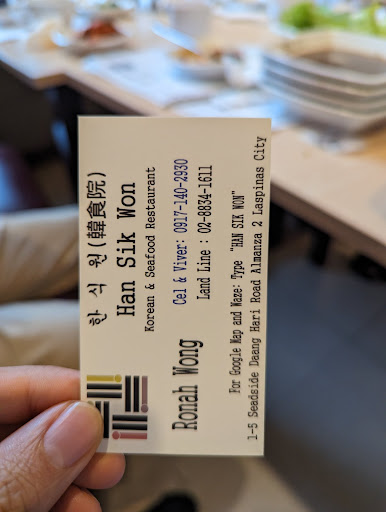 한 식 원(韓食院)
Han Sik Won
Korean & Seafood Restaurant
Ronah Wong
Cel & Viver: 0917-140-2930
Land Line : 02-8834-1611
For Google Map and Waze: Type "HAN SIK WON"
1-5 Seadside Daang Hari Road Almanza 2 Laspinas City